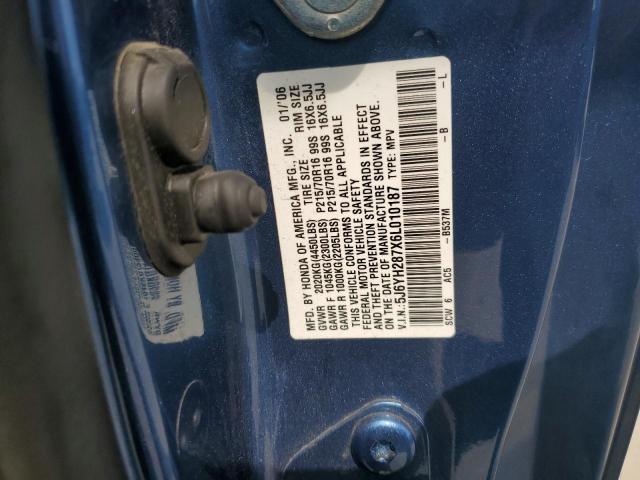 MFD. BY HONDA OF AMERICA MFG., INC. 01/'06
TIRE SIZE RIM SIZE
GVWR 2020KG(4450LBS)
GAWR F 1045KG(2300LBS) P215/70R16 99S 16X6.5JJ
GAWR R 1000KG(2205LBS) P215/70R16 99S 16X6.5JJ
THIS VEHICLE CONFORMS TO ALL APPLICABLE
FEDERAL MOTOR VEHICLE SAFETY
AND THEFT PREVENTION STANDARDS IN EFFECT
ON THE DATE OF MANUFACTURE SHOWN ABOVE.
V.I.N.:5J6YH287X6L010187 TYPE: MPV
SCW 6 AC5 -B537M -B -L